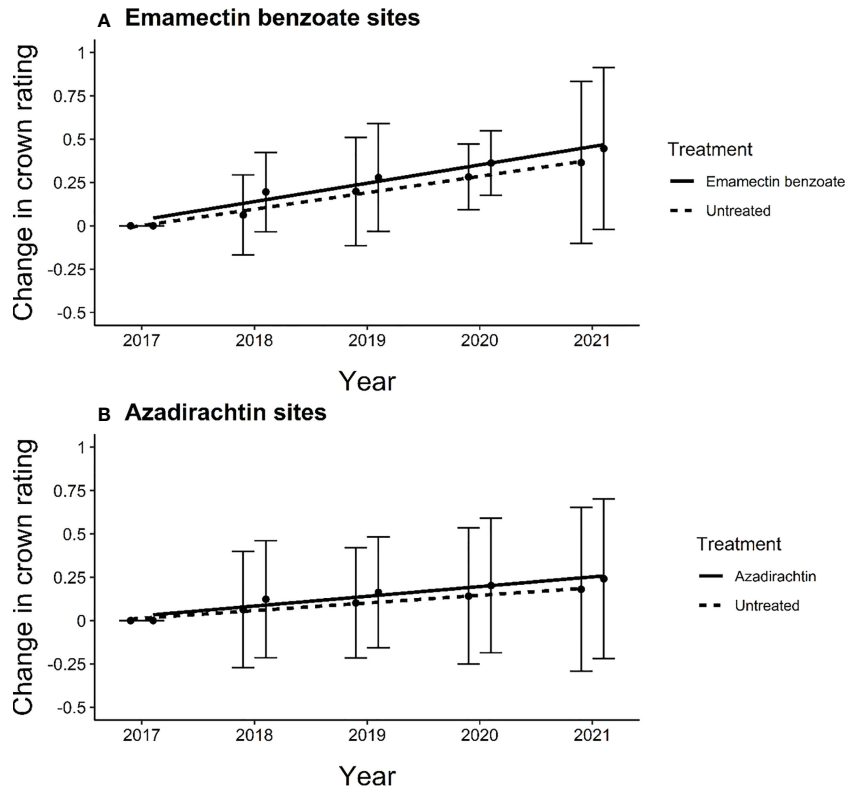 A Emamectin benzoate sites
Change in crown rating
1
0.75
0.5
0.25
0
-0.25
-0.5
2017 2018 2019 2020 2021
Year
Treatment
Emamectin benzoate
Untreated
B Azadirachtin sites
Change in crown rating
1
0.75
0.5
0.25
0
-0.25
-0.5
2017 2018 2019 2020 2021
Year
Treatment
Azadirachtin
Untreated